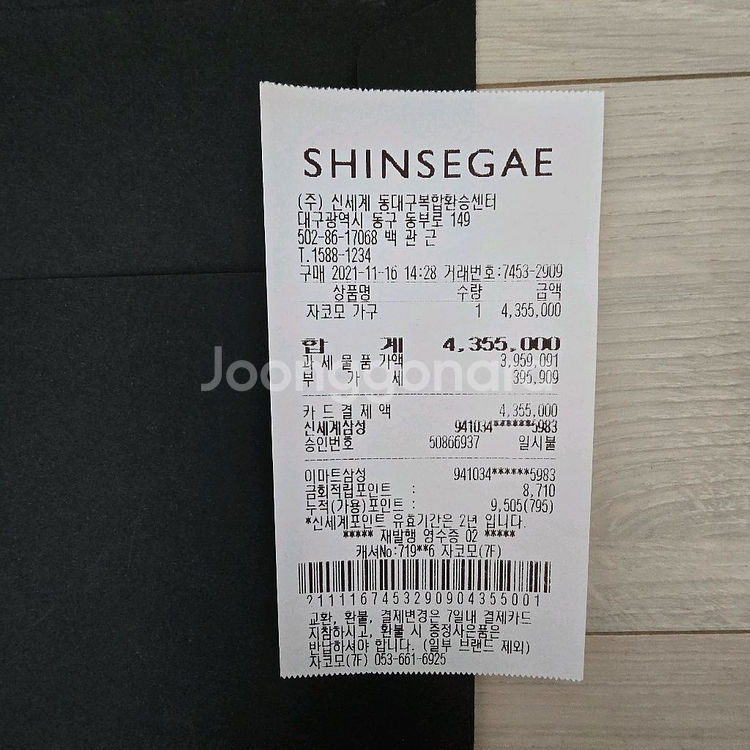 SHINSEGAE
(주) 신세계 동대구복합환승센터
대구광역시 동구 동부로 149
502-86-17068 백 관 근
T.1588-1234
구매 2021-11-16 14:28 거래번호:7453-2909
상품명 수량 금액
자코모 가구 1 4,355,000
합 계 4,355,000
과 세 물 품 가액 3,959,091
부 가 세 395,909
Joonggona
카 드 결 제 액 4,355,000
신세계삼성 941034******5983
승인번호 50866937 일시불
이마트삼성 941034******5983
금회적립포인트 : 8,710
누적(가용)포인트 : 9,505(795)
*신세계포인트 유효기간은 2년 입니다.
***** 재발행 영수증 02 *****
캐셔No:719**6 자코모(7F)
21111674532909043550​01
교환, 환불, 결제변경은 7일내 결제카드
지참하시고, 환불 시 증정사은품은
반납하셔야 합니다. (일부 브랜드 제외)
자코모(7F) 053-661-6925